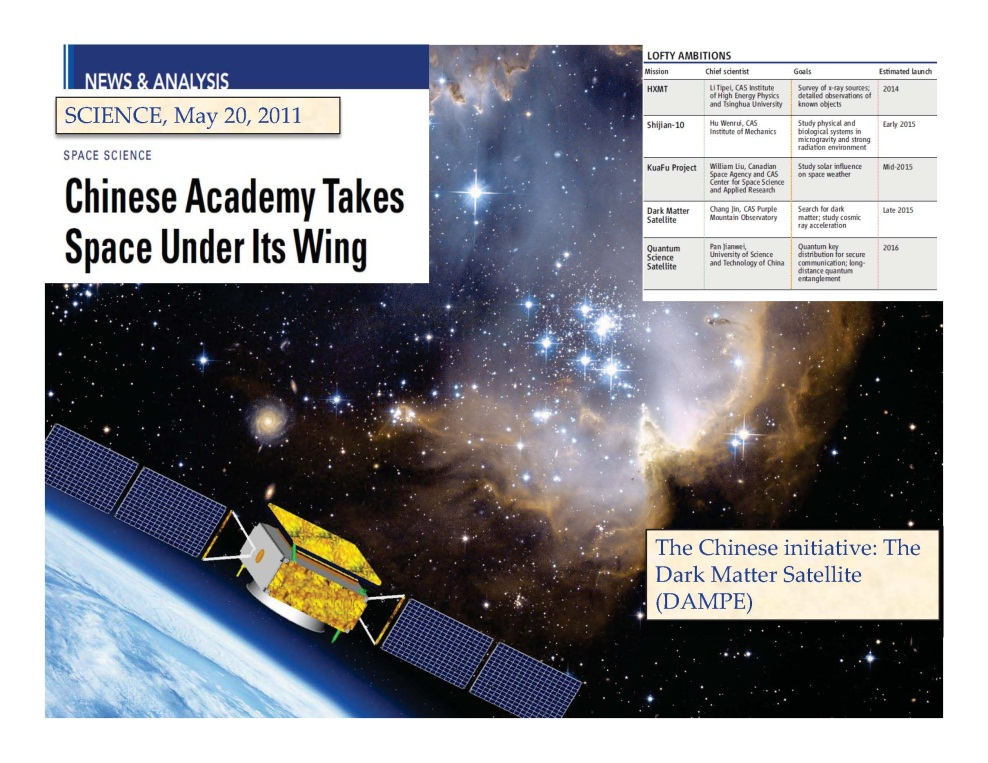 NEWS & ANALYSIS
SCIENCE, May 20, 2011
SPACE SCIENCE
Chinese Academy Takes
Space Under Its Wing
LOFTY AMBITIONS
Mission Chief scientist Goals Estimated launch
HXMT Li Tipei, CAS Institute Survey of x-ray sources; 2014
of High Energy Physics detailed observations of
and Tsinghua University known objects
Shijian-10 Hu Wenrui, CAS Study physical and Early 2015
Institute of Mechanics biological systems in
microgravity and strong
radiation environment
KuaFu Project William Liu, Canadian Study solar influence Mid-2015
Space Agency and CAS on space weather
Center for Space Science
and Applied Research
Dark Matter Chang Jin, CAS Purple Search for dark Late 2015
Satellite Mountain Observatory matter; study cosmic
ray acceleration
Quantum Pan Jianwei, Quantum key 2016
Science University of Science distribution for secure
Satellite and Technology of China communication; long-
distance quantum
entanglement
The Chinese initiative: The
Dark Matter Satellite
(DAMPE)